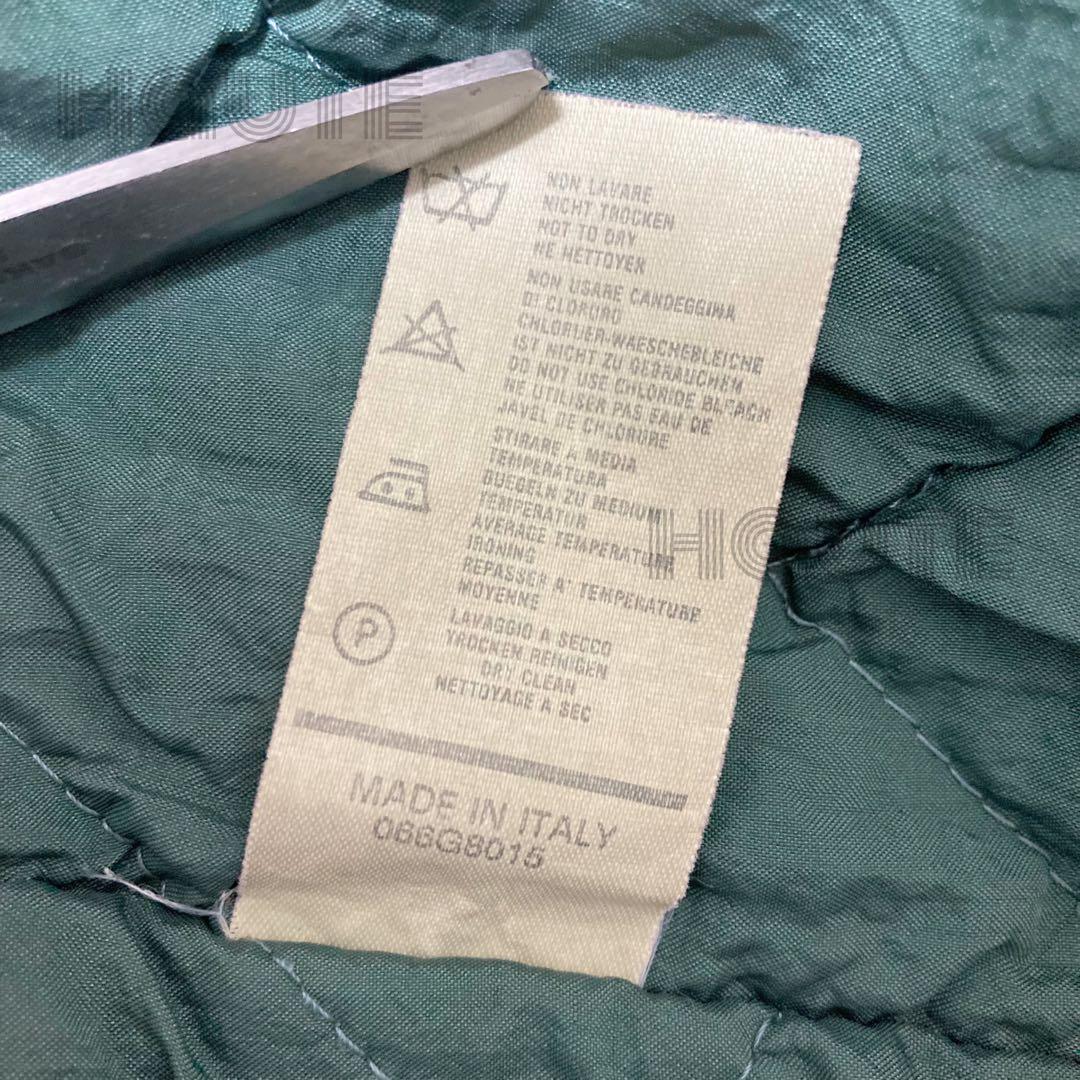 HAUTE
NON LAVARE
NICHT TROCKEN
NOT TO DRY
NE NETTOYER
NON USARE CANDEGGINA
DI CLORURO
CHLORUER-WAESCHEBLEICHE
IST NICHT ZU GEBRAUCHEN
DO NOT USE CHLORIDE BLEACH
NE UTILISER PAS EAU DE
JAVEL DE CHLORURE
STIRARE A MEDIA
TEMPERATURA
BUEGELN ZU MEDIUM
TEMPERATUR
AVERAGE TEMPERATURE
IRONING
REPASSER A' TEMPERATURE
MOYENNE
P
LAVAGGIO A SECCO
TROCKEN REINIGEN
DRY CLEAN
NETTOYAGE A SEC
MADE IN ITALY
066G8015